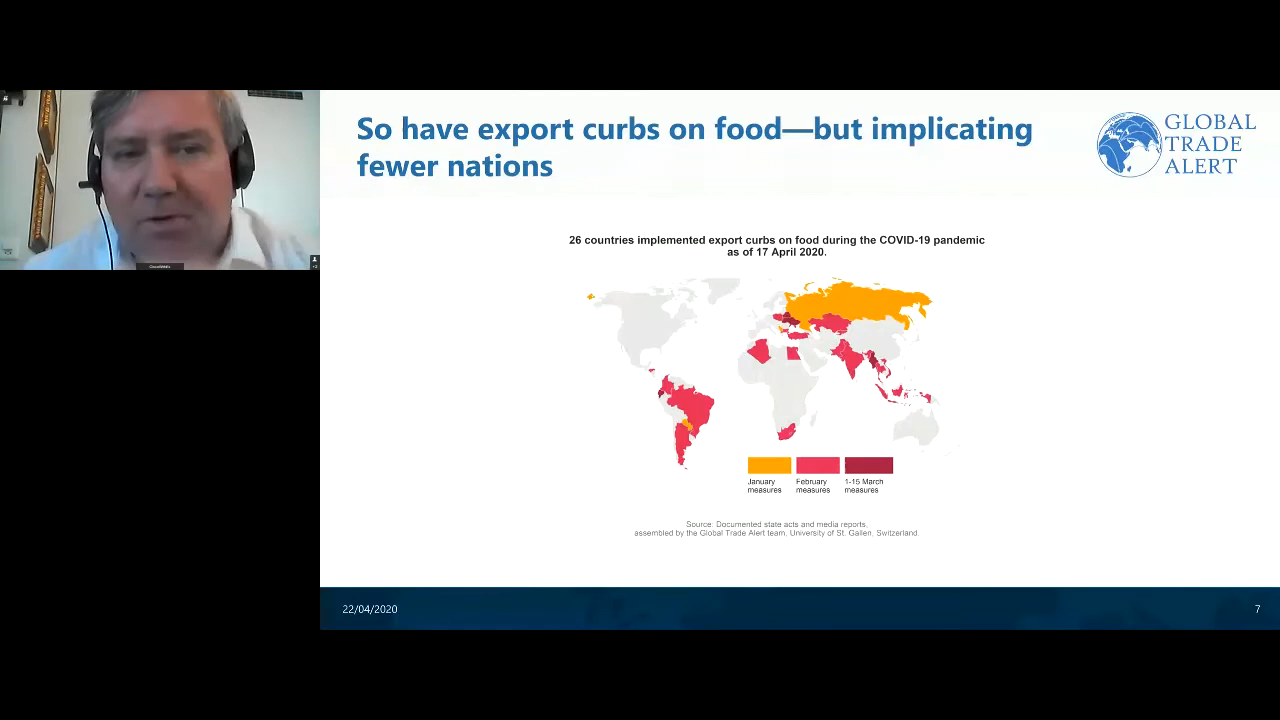 So have export curbs on food—but implicating
fewer nations
GLOBAL
TRADE
ALERT
26 countries implemented export curbs on food during the COVID-19 pandemic
as of 17 April 2020.
January
measures
February
measures
1-15 March
measures
Source: Documented state acts and media reports,
assembled by the Global Trade Alert team, University of St. Gallen, Switzerland.
22/04/2020
7